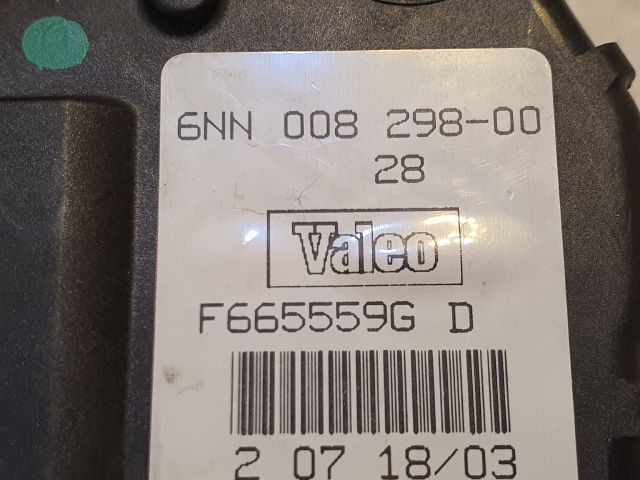 6NN 008 298-00
28
Valeo
F665559G D
2 07 18/03